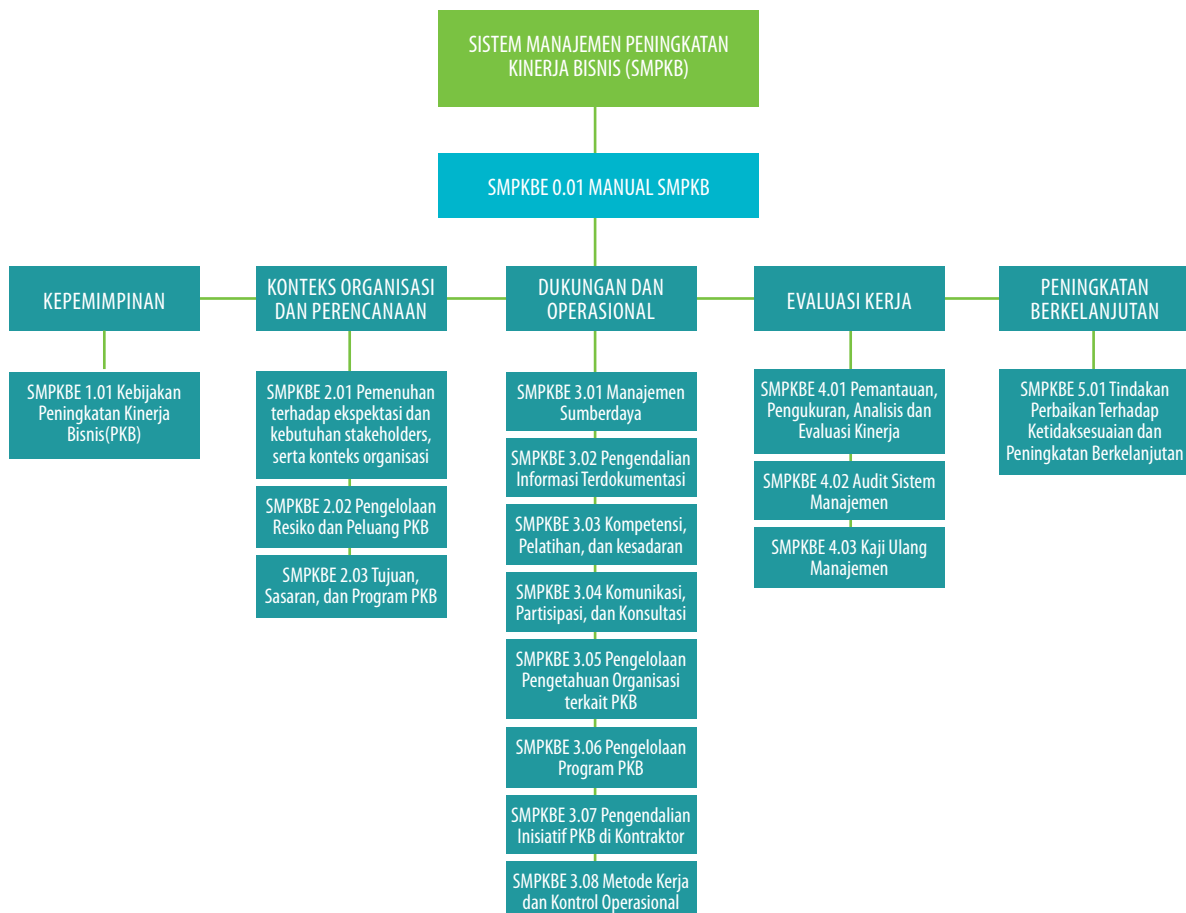 SISTEM MANAJEMEN PENINGKATAN
KINERJA BISNIS (SMPKB)
SMPKBE 0.01 MANUAL SMPKB
KEPEMIMPINAN
SMPKBE 1.01 Kebijakan
Peningkatan Kinerja
Bisnis(PKB)
KONTEKS ORGANISASI
DAN PERENCANAAN
SMPKBE 2.01 Pemenuhan
terhadap ekspektasi dan
kebutuhan stakeholders,
serta konteks organisasi
SMPKBE 2.02 Pengelolaan
Resiko dan Peluang PKB
SMPKBE 2.03 Tujuan,
Sasaran, dan Program PKB
DUKUNGAN DAN
OPERASIONAL
SMPKBE 3.01 Manajemen
Sumberdaya
SMPKBE 3.02 Pengendalian
Informasi Terdokumentasi
SMPKBE 3.03 Kompetensi,
Pelatihan, dan kesadaran
SMPKBE 3.04 Komunikasi,
Partisipasi, dan Konsultasi
SMPKBE 3.05 Pengelolaan
Pengetahuan Organisasi
terkait PKB
SMPKBE 3.06 Pengelolaan
Program PKB
SMPKBE 3.07 Pengendalian
Inisiatif PKB di Kontraktor
SMPKBE 3.08 Metode Kerja
dan Kontrol Operasional
EVALUASI KERJA
SMPKBE 4.01 Pemantauan,
Pengukuran, Analisis dan
Evaluasi Kinerja
SMPKBE 4.02 Audit Sistem
Manajemen
SMPKBE 4.03 Kaji Ulang
Manajemen
PENINGKATAN
BERKELANJUTAN
SMPKBE 5.01 Tindakan
Perbaikan Terhadap
Ketidaksesuaian dan
Peningkatan Berkelanjutan